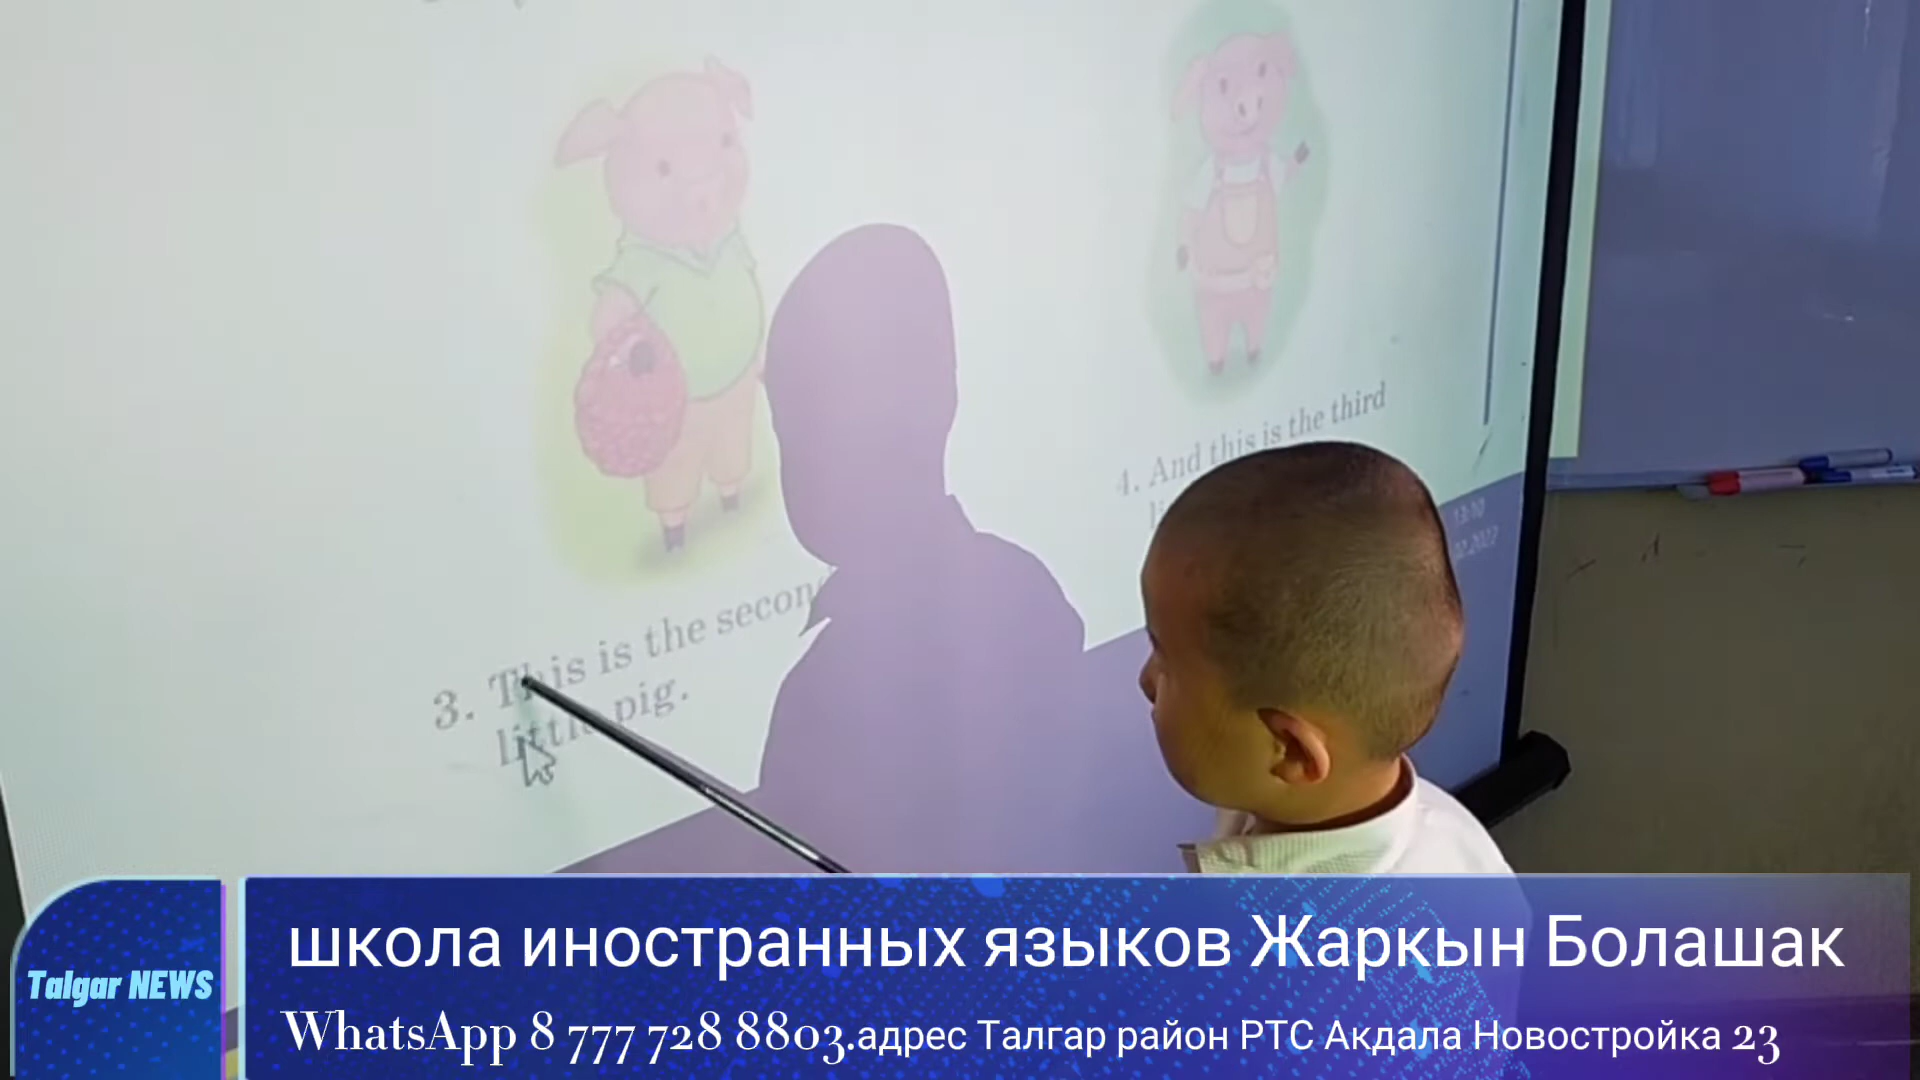 4. And this is the third
3. This is the second
little pig.
Talgar NEWS
школа иностранных языков Жаркын Болашак
WhatsApp 8 777 728 8803.адрес Талгар район РТС Акдала Новостройка 23